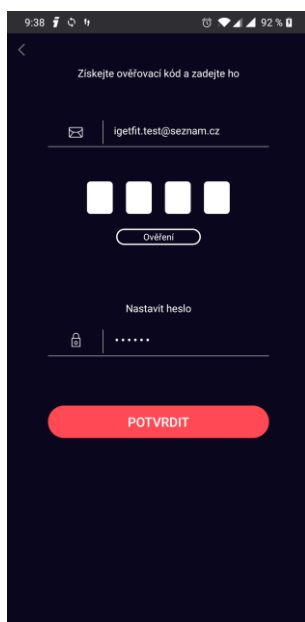 9:38
92 %
Získejte ověřovací kód a zadejte ho
igetfit.test@seznam.cz
Ověření
Nastavit heslo
••••••
POTVRDIT